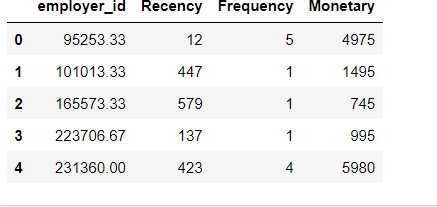 employer_id Recency Frequency Monetary
0 95253.33 12 5 4975
1 101013.33 447 1 1495
2 165573.33 579 1 745
3 223706.67 137 1 995
4 231360.00 423 4 5980